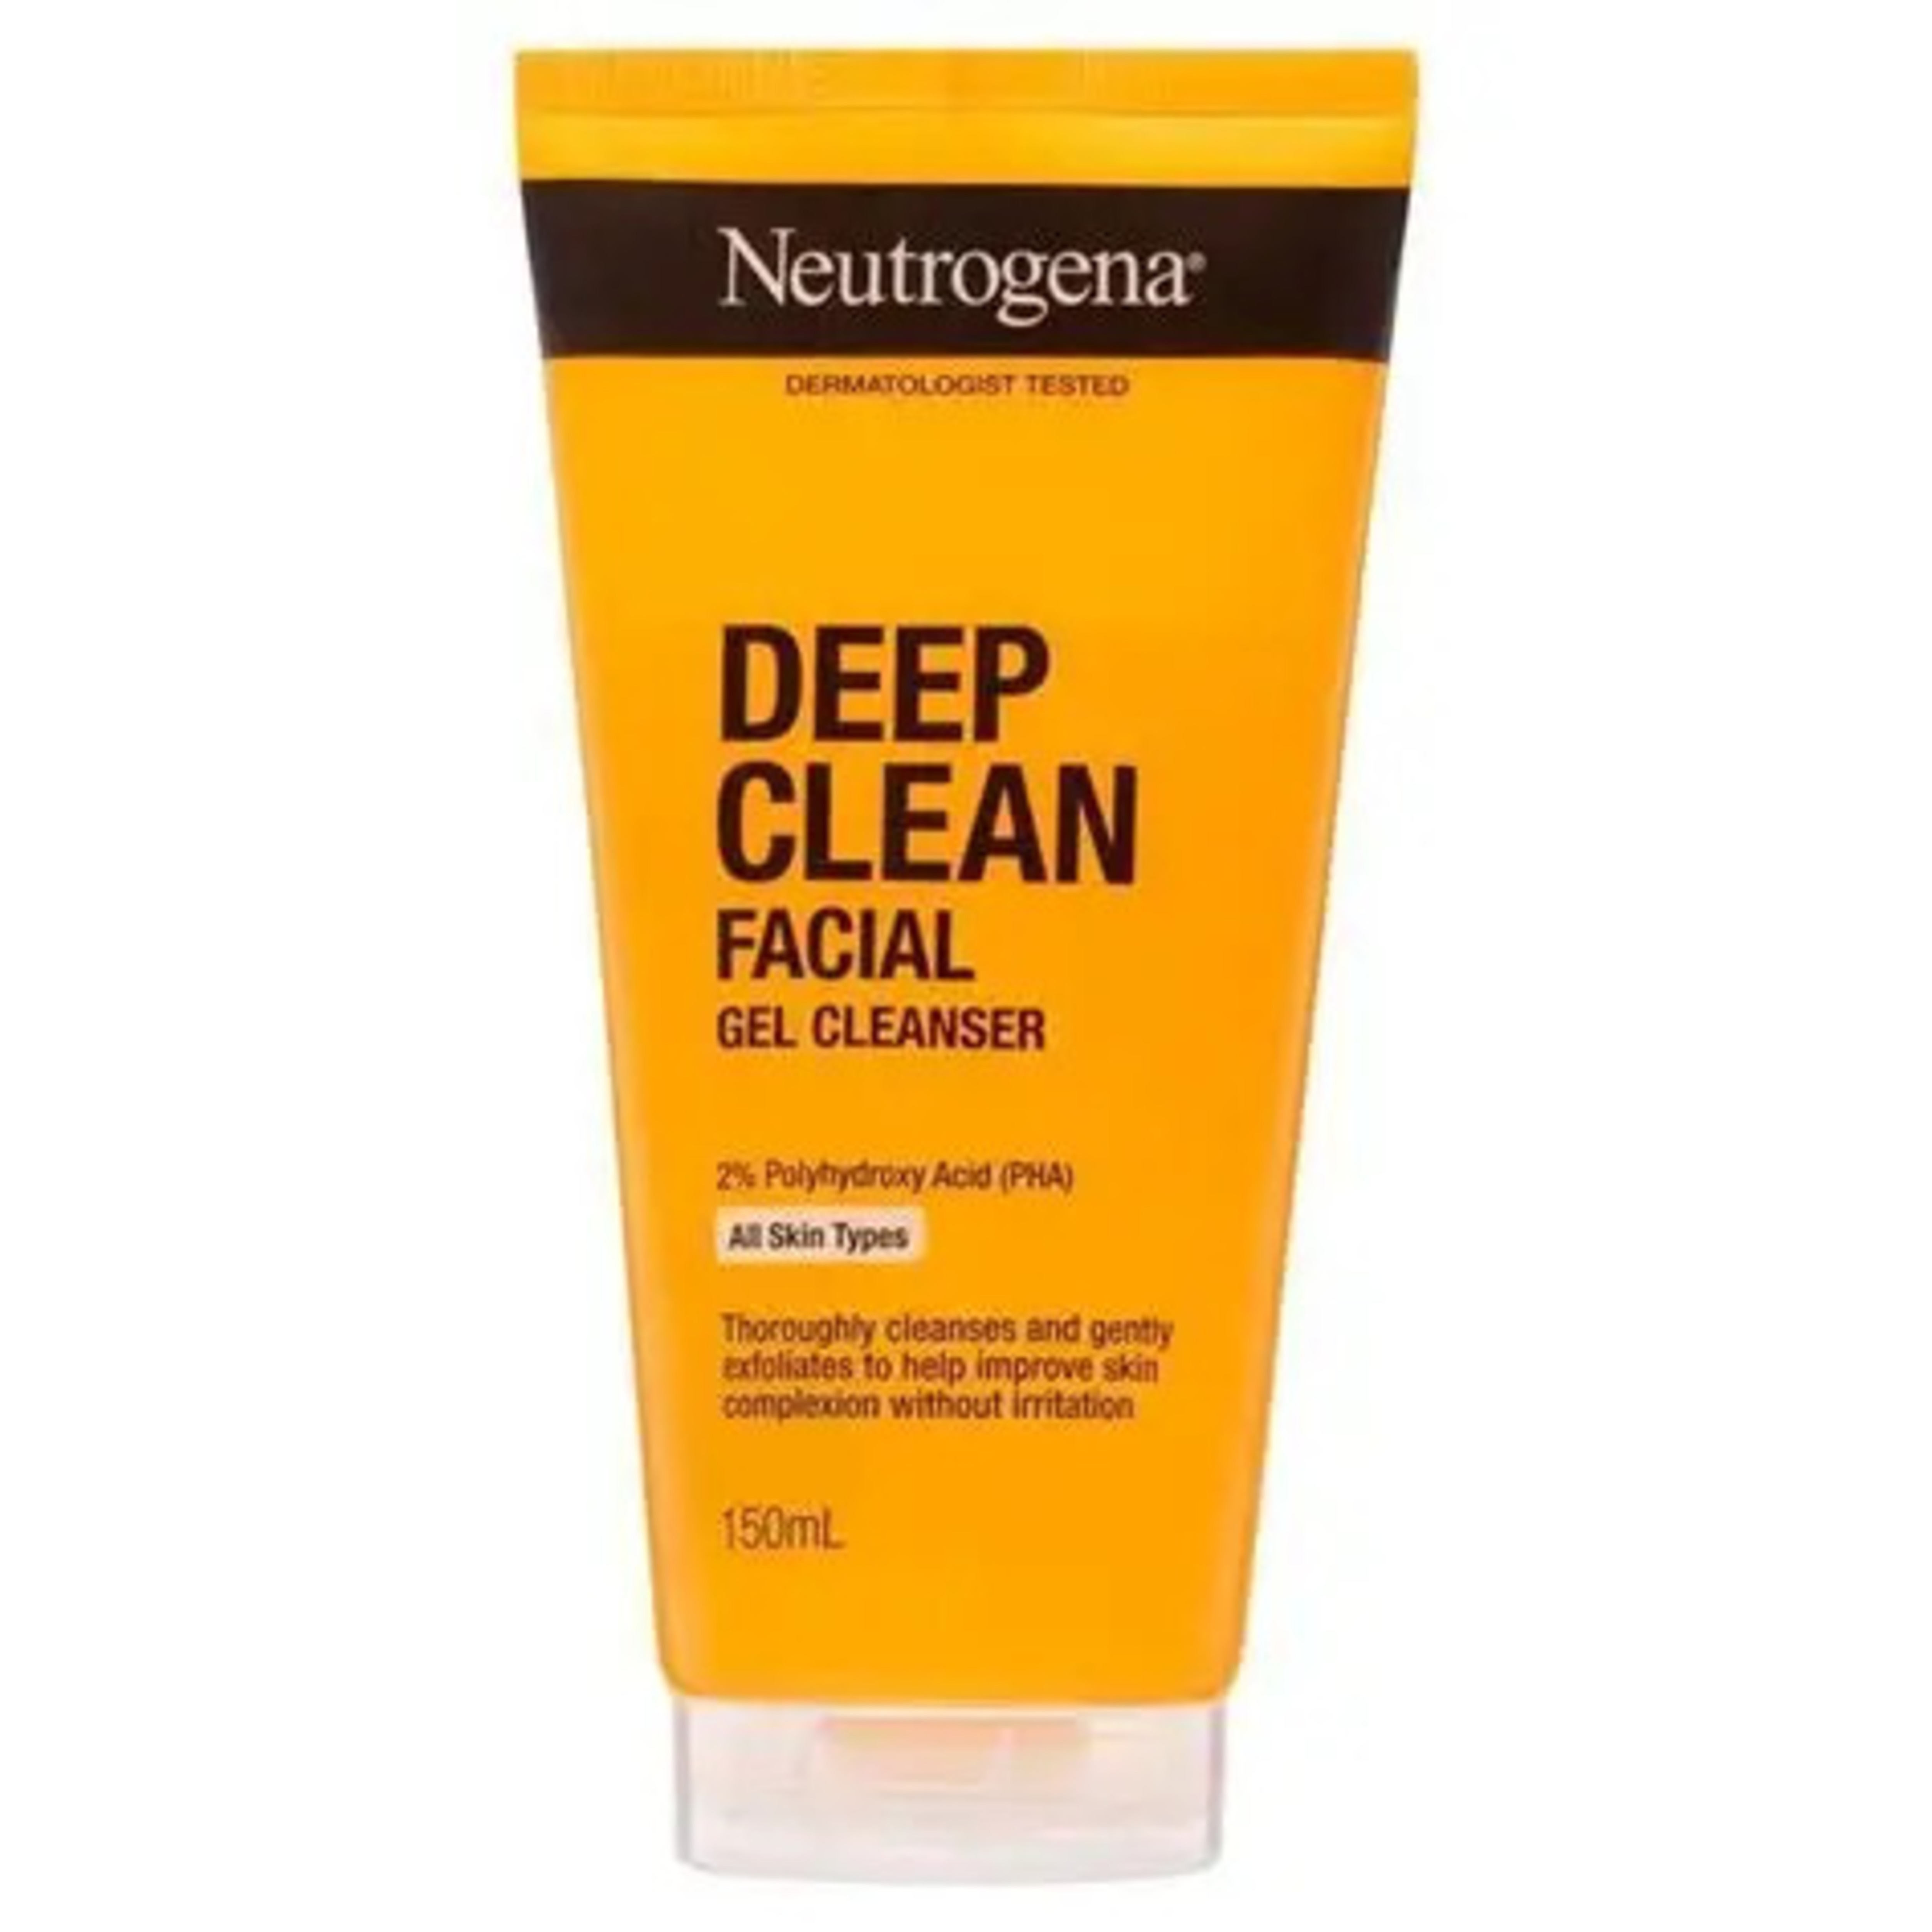 Neutrogena®
DERMATOLOGIST TESTED
DEEP
CLEAN
FACIAL
GEL CLEANSER
2% Polyhydroxy Acid (PHA)
All Skin Types
Thoroughly cleanses and gently
exfoliates to help improve skin
complexion without irritation
150mL